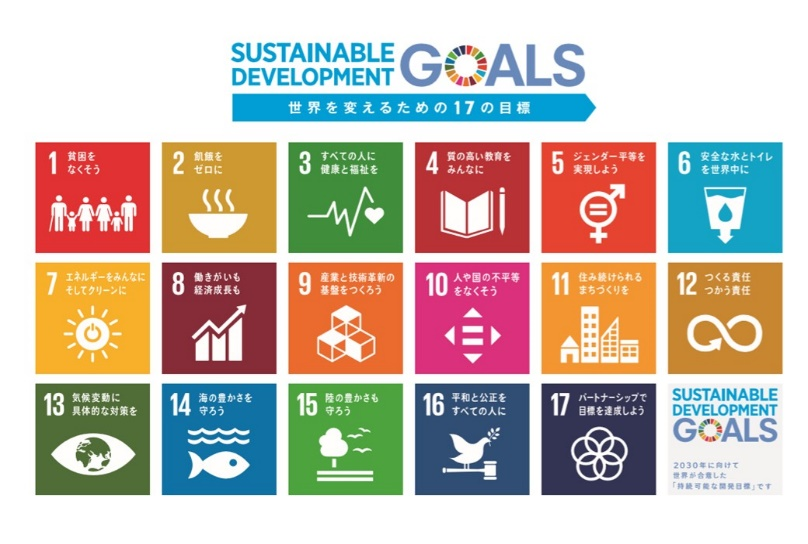 SUSTAINABLE
DEVELOPMENT
GOALS
世界を変えるための17の目標
1
貧困を
なくそう
2
飢餓を
ゼロに
3
すべての人に
健康と福祉を
4
質の高い教育を
みんなに
5
ジェンダー平等を
実現しよう
6
安全な水とトイレ
を世界中に
7
エネルギーをみんなに
そしてクリーンに
8
働きがいも
経済成長も
9
産業と技術革新の
基盤をつくろう
10
人や国の不平等
をなくそう
11
住み続けられる
まちづくりを
12
つくる責任
つかう責任
13
気候変動に
具体的な対策を
14
海の豊かさを
守ろう
15
陸の豊かさも
守ろう
16
平和と公正を
すべての人に
17
パートナーシップで
目標を達成しよう
SUSTAINABLE
DEVELOPMENT
GOALS
2030年に向けて
世界が合意した
「持続可能な開発目標」です